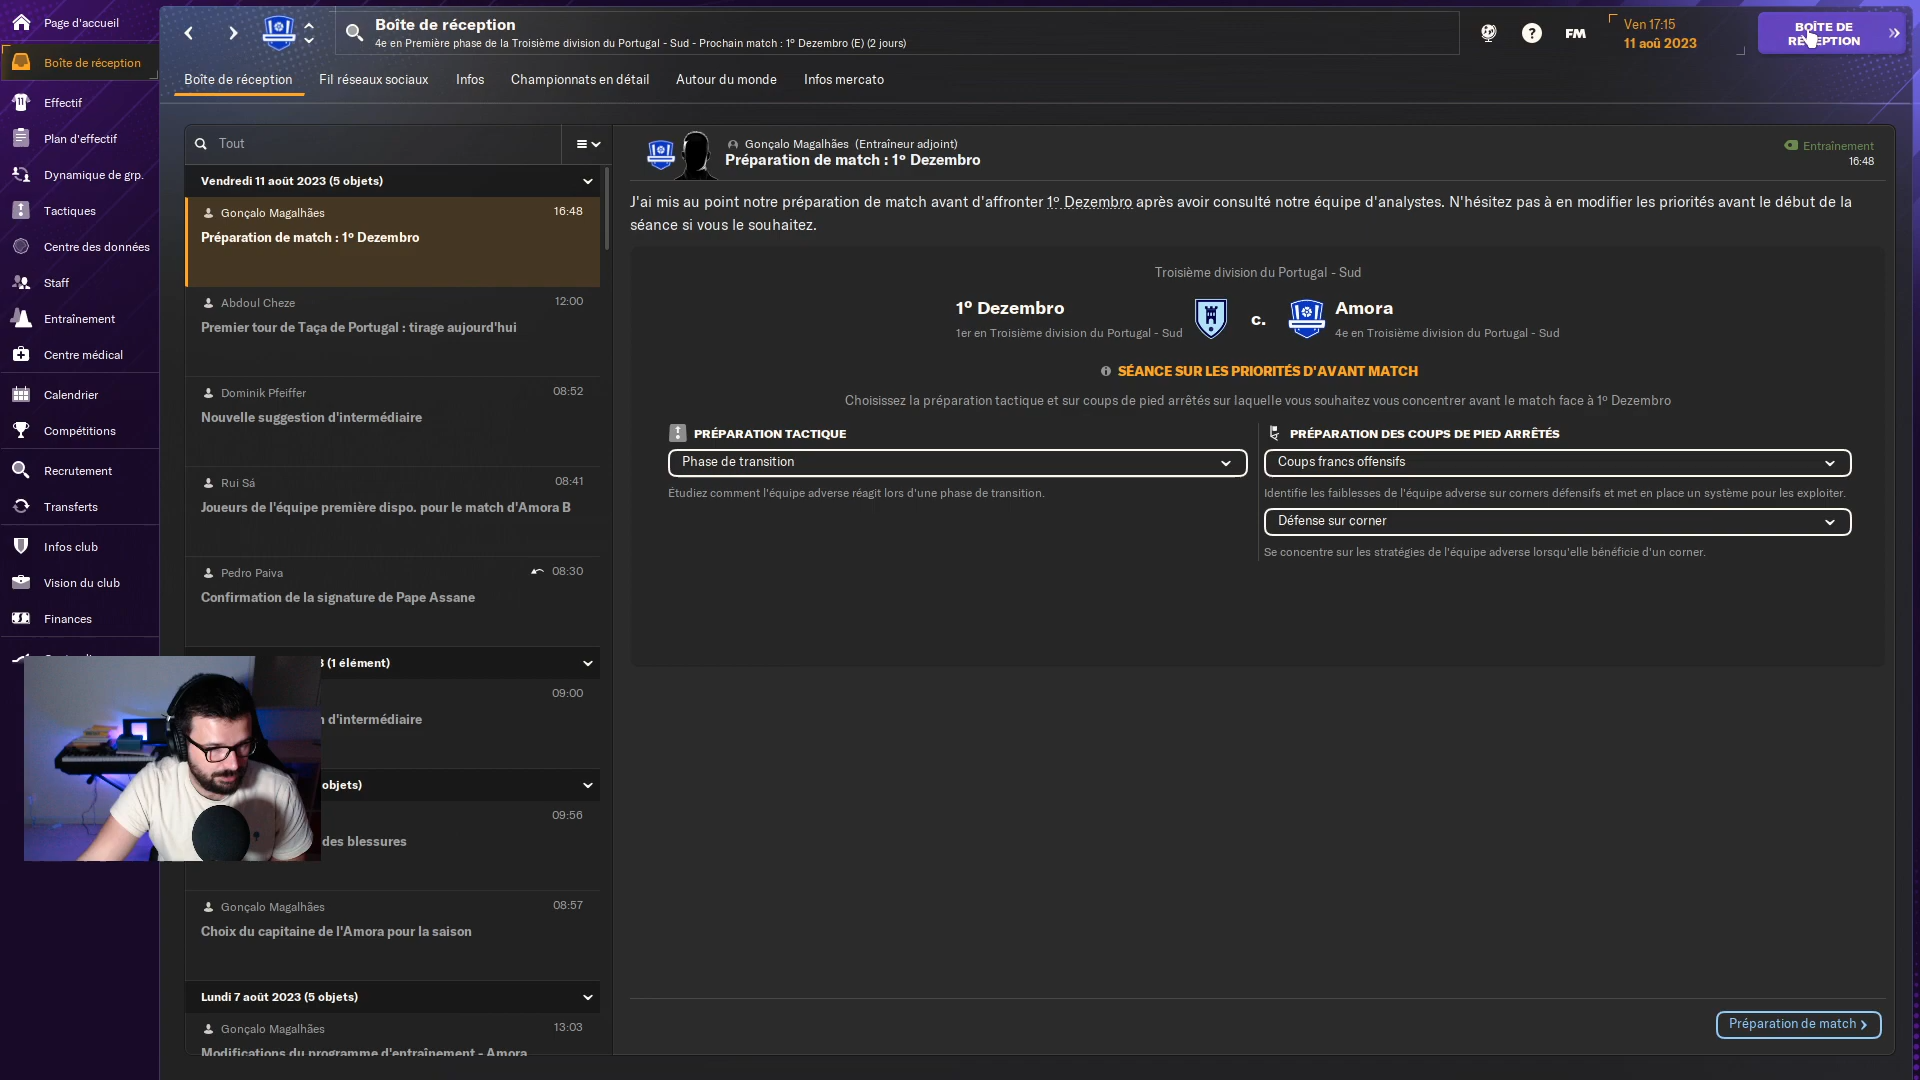 Page d'accueil
Boîte de réception
Effectif
Plan d'effectif
Dynamique de grp.
Tactiques
Centre des données
Staff
Entraînement
Centre médical
Calendrier
Compétitions
Recrutement
Transferts
Infos club
Vision du club
Finances
Boîte de réception
4e en Première phase de la Troisième division du Portugal - Sud - Prochain match : 1º Dezembro (E) (2 jours)
FM
Ven 17:15
11 aoû 2023
BOÎTE DE
RÉCEPTION
Boîte de réception
Fil réseaux sociaux
Infos
Championnats en détail
Autour du monde
Infos mercato
Tout
Vendredi 11 août 2023 (5 objets)
Gonçalo Magalhães 16:48
Préparation de match : 1º Dezembro
Abdoul Cheze 12:00
Premier tour de Taça de Portugal : tirage aujourd'hui
Dominik Pfeiffer 08:52
Nouvelle suggestion d'intermédiaire
Rui Sá 08:41
Joueurs de l'équipe première dispo. pour le match d'Amora B
Pedro Paiva 08:30
Confirmation de la signature de Pape Assane
(1 élément)
09:00
d'intermédiaire
objets)
09:56
des blessures
Gonçalo Magalhães 08:57
Choix du capitaine de l'Amora pour la saison
Lundi 7 août 2023 (5 objets)
Gonçalo Magalhães 13:03
Modifications du programme d'entraînement - Amora
Gonçalo Magalhães (Entraîneur adjoint)
Préparation de match : 1º Dezembro
Entraînement
16:48
J'ai mis au point notre préparation de match avant d'affronter 1º Dezembro après avoir consulté notre équipe d'analystes. N'hésitez pas à en modifier les priorités avant le début de la
séance si vous le souhaitez.
Troisième division du Portugal - Sud
1º Dezembro
1er en Troisième division du Portugal - Sud
c.
Amora
4e en Troisième division du Portugal - Sud
SÉANCE SUR LES PRIORITÉS D'AVANT MATCH
Choisissez la préparation tactique et sur coups de pied arrêtés sur laquelle vous souhaitez vous concentrer avant le match face à 1º Dezembro
PRÉPARATION TACTIQUE
Phase de transition
Étudiez comment l'équipe adverse réagit lors d'une phase de transition.
PRÉPARATION DES COUPS DE PIED ARRÊTÉS
Coups francs offensifs
Identifie les faiblesses de l'équipe adverse sur corners défensifs et met en place un système pour les exploiter.
Défense sur corner
Se concentre sur les stratégies de l'équipe adverse lorsqu'elle bénéficie d'un corner.
Préparation de match